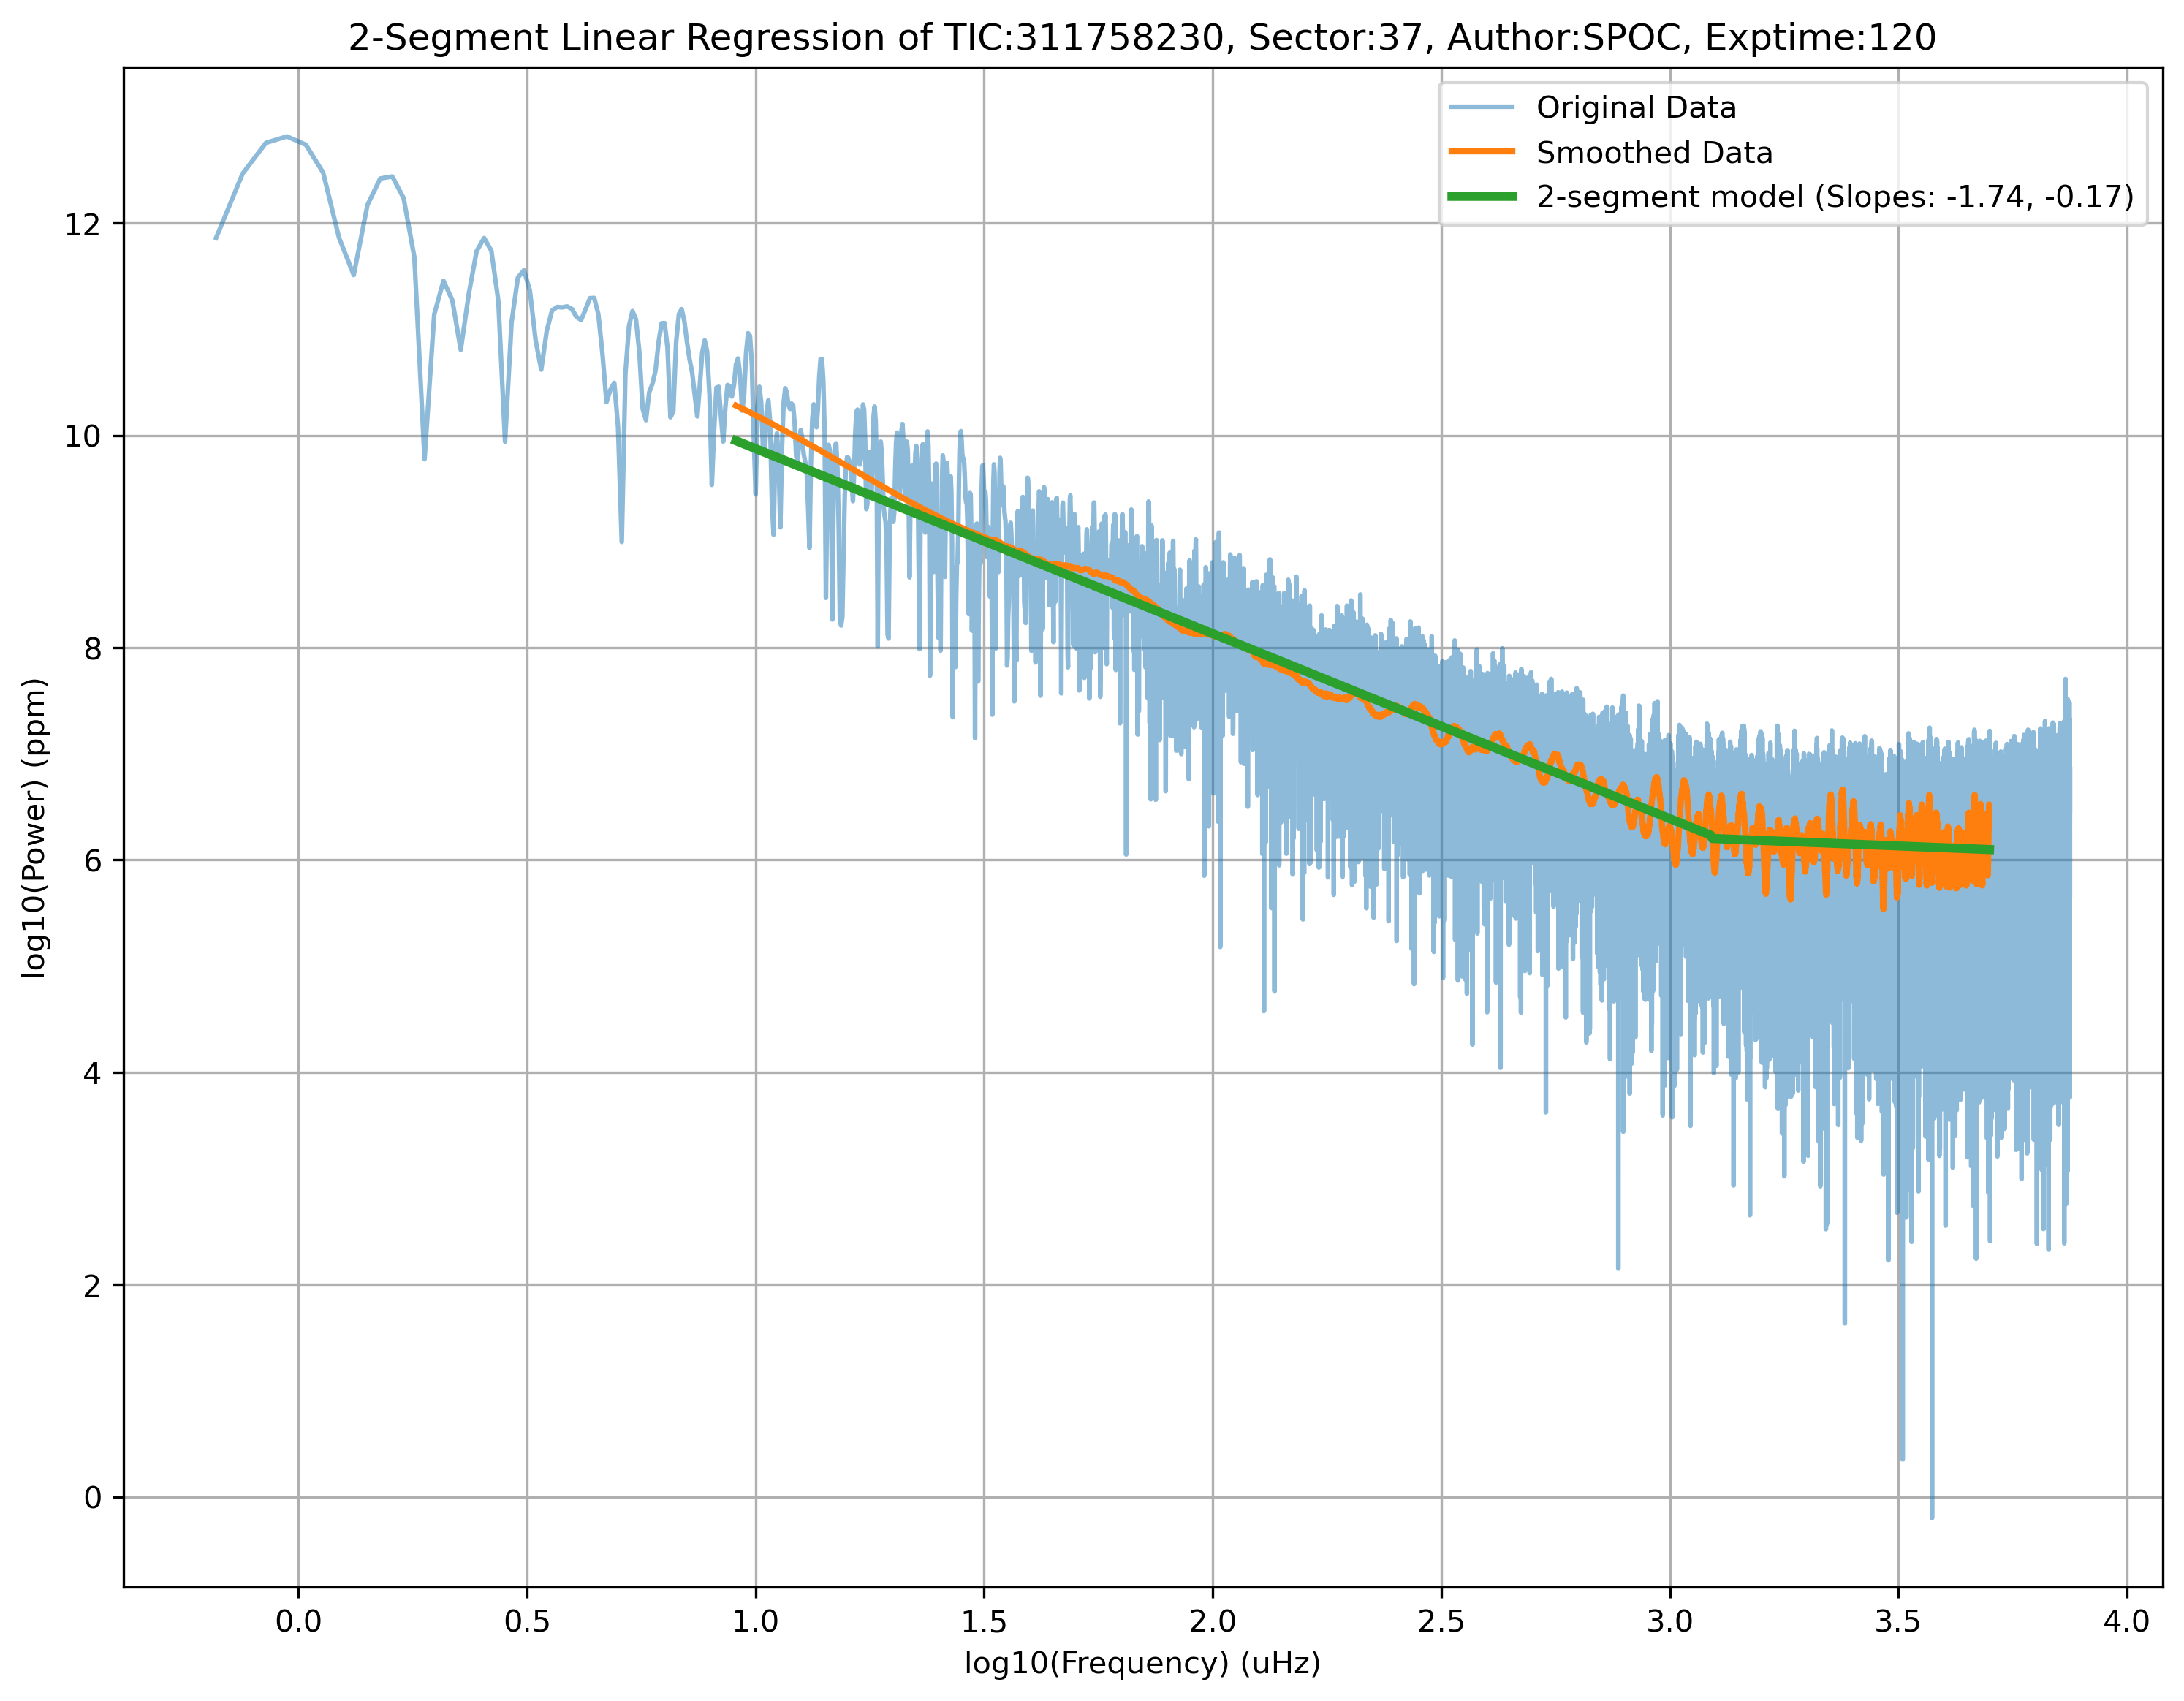 2-Segment Linear Regression of TIC:311758230, Sector:37, Author:SPOC, Exptime:120
Original Data
Smoothed Data
2-segment model (Slopes: -1.74, -0.17)
log10(Power) (ppm)
12
10
8
6
4
2
0
0.0 0.5 1.0 1.5 2.0 2.5 3.0 3.5 4.0
log10(Frequency) (uHz)